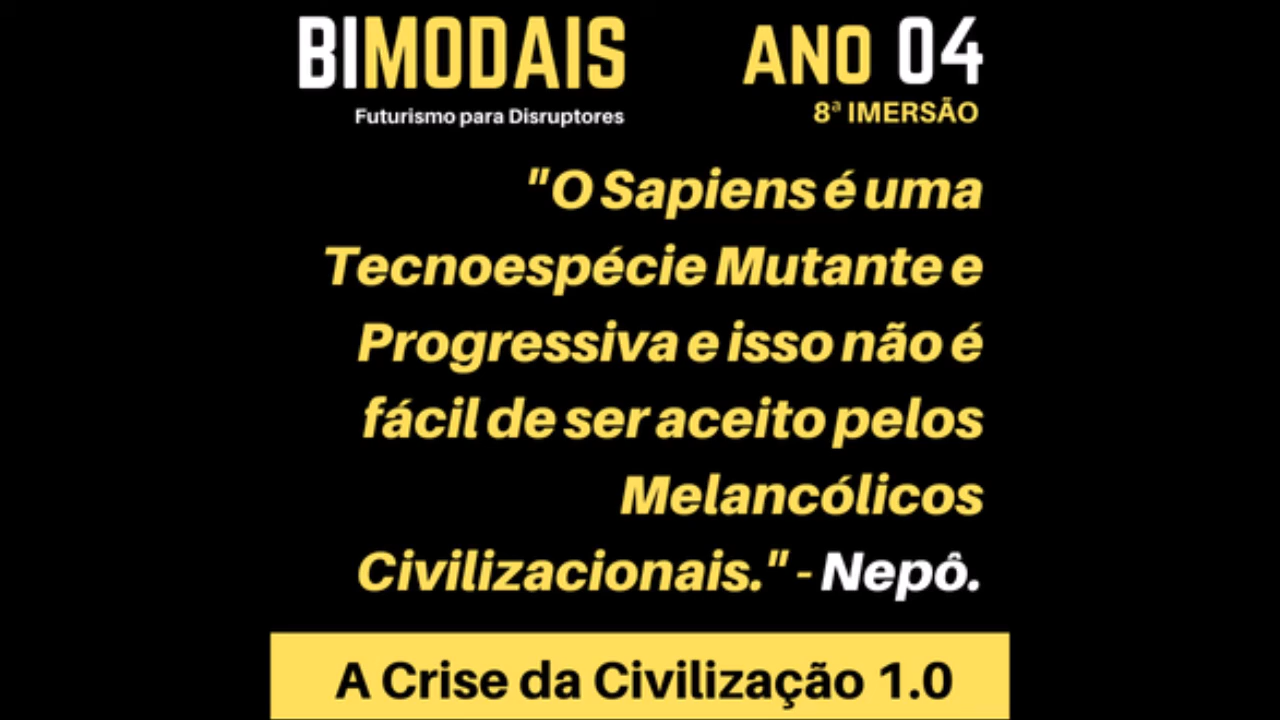 BIMODAIS
Futurismo para Disruptores
ANO 04
8ª IMERSÃO
"O Sapiens é uma
Tecnoespécie Mutante e
Progressiva e isso não é
fácil de ser aceito pelos
Melancólicos
Civilizacionais." - Nepô.
A Crise da Civilização 1.0